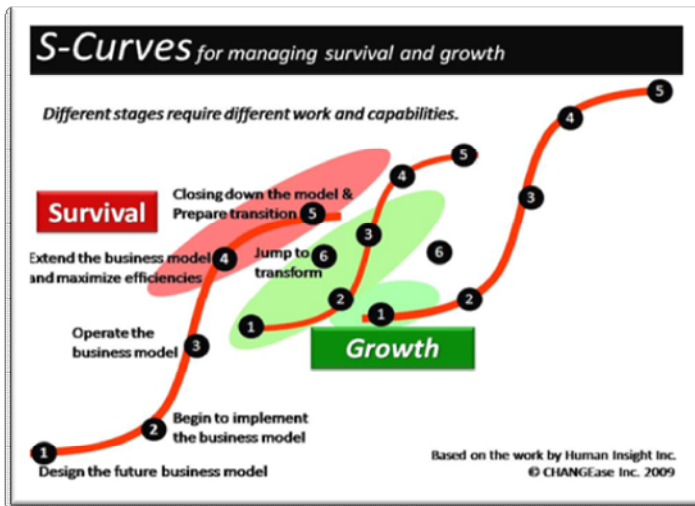 S-Curves for managing survival and growth
Different stages require different work and capabilities.
Survival
Closing down the model &
Prepare transition
5
Extend the business model
and maximize efficiencies
4
Jump to
transform
6
Operate the
business model
3
Begin to implement
the business model
2
1
Design the future business model
1
2
3
4
5
6
Growth
1
2
3
4
5
Based on the work by Human Insight Inc.
© CHANGEase Inc. 2009